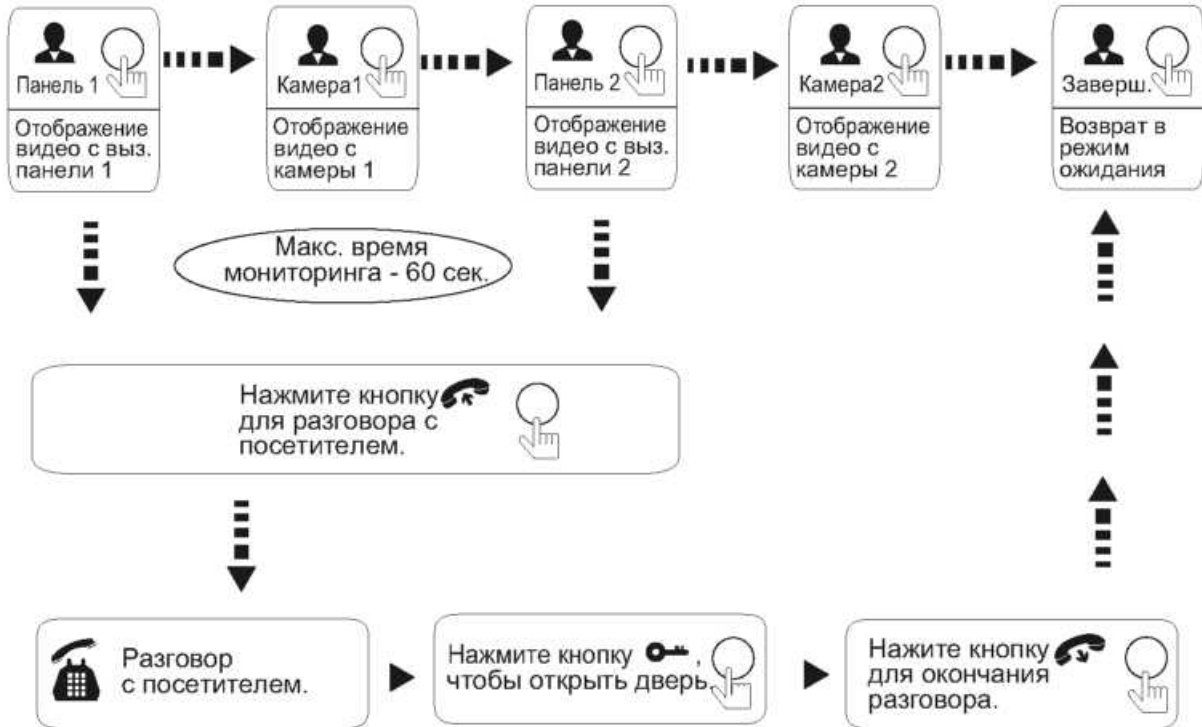 Панель 1
Отображение
видео с выз.
панели 1
Камера1
Отображение
видео с
камеры 1
Панель 2
Отображение
видео с выз.
панели 2
Камера2
Отображение
видео с
камеры 2
Заверш.
Возврат в
режим
ожидания
Макс. время
мониторинга - 60 сек.
Нажмите кнопку
для разговора с
посетителем.
Разговор
с посетителем.
Нажмите кнопку ,
чтобы открыть дверь.
Нажите кнопку
для окончания
разговора.